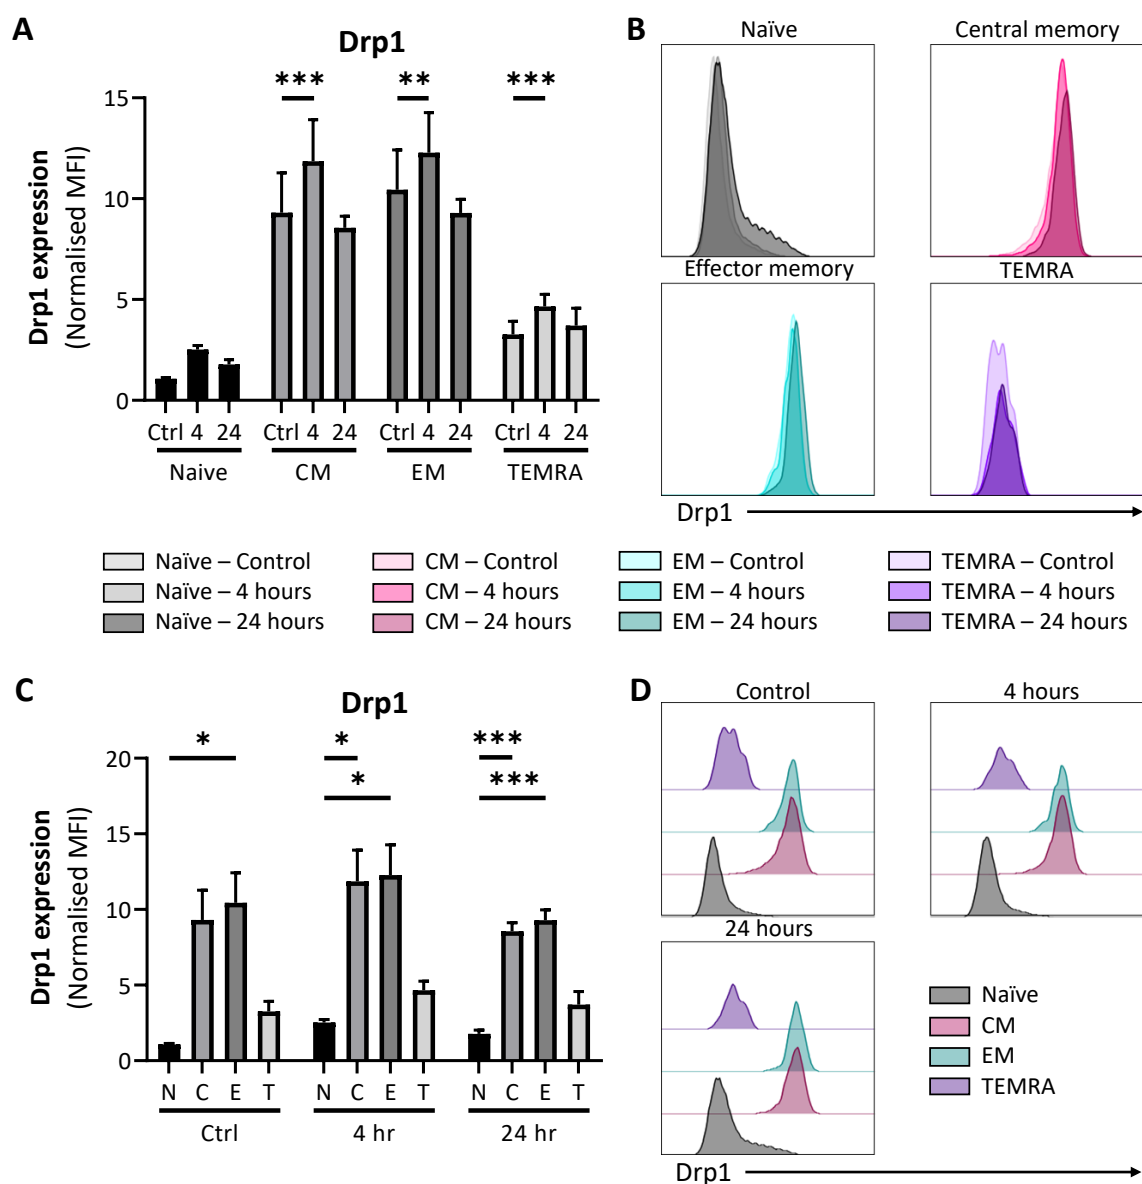 A
Drp1
*** ** ***
Drp1 expression
(Normalised MFI)
15
10
5
0
Ctrl 4 24 Ctrl 4 24 Ctrl 4 24 Ctrl 4 24
Naive CM EM TEMRA
B
Naïve Central memory
Effector memory TEMRA
Drp1
Naïve – Control CM – Control EM – Control TEMRA – Control
Naïve – 4 hours CM – 4 hours EM – 4 hours TEMRA – 4 hours
Naïve – 24 hours CM – 24 hours EM – 24 hours TEMRA – 24 hours
C
Drp1
* * ***
* ***
Drp1 expression
(Normalised MFI)
20
15
10
5
0
N C E T N C E T N C E T
Ctrl 4 hr 24 hr
D
Control 4 hours
24 hours
Naïve
CM
EM
TEMRA
Drp1